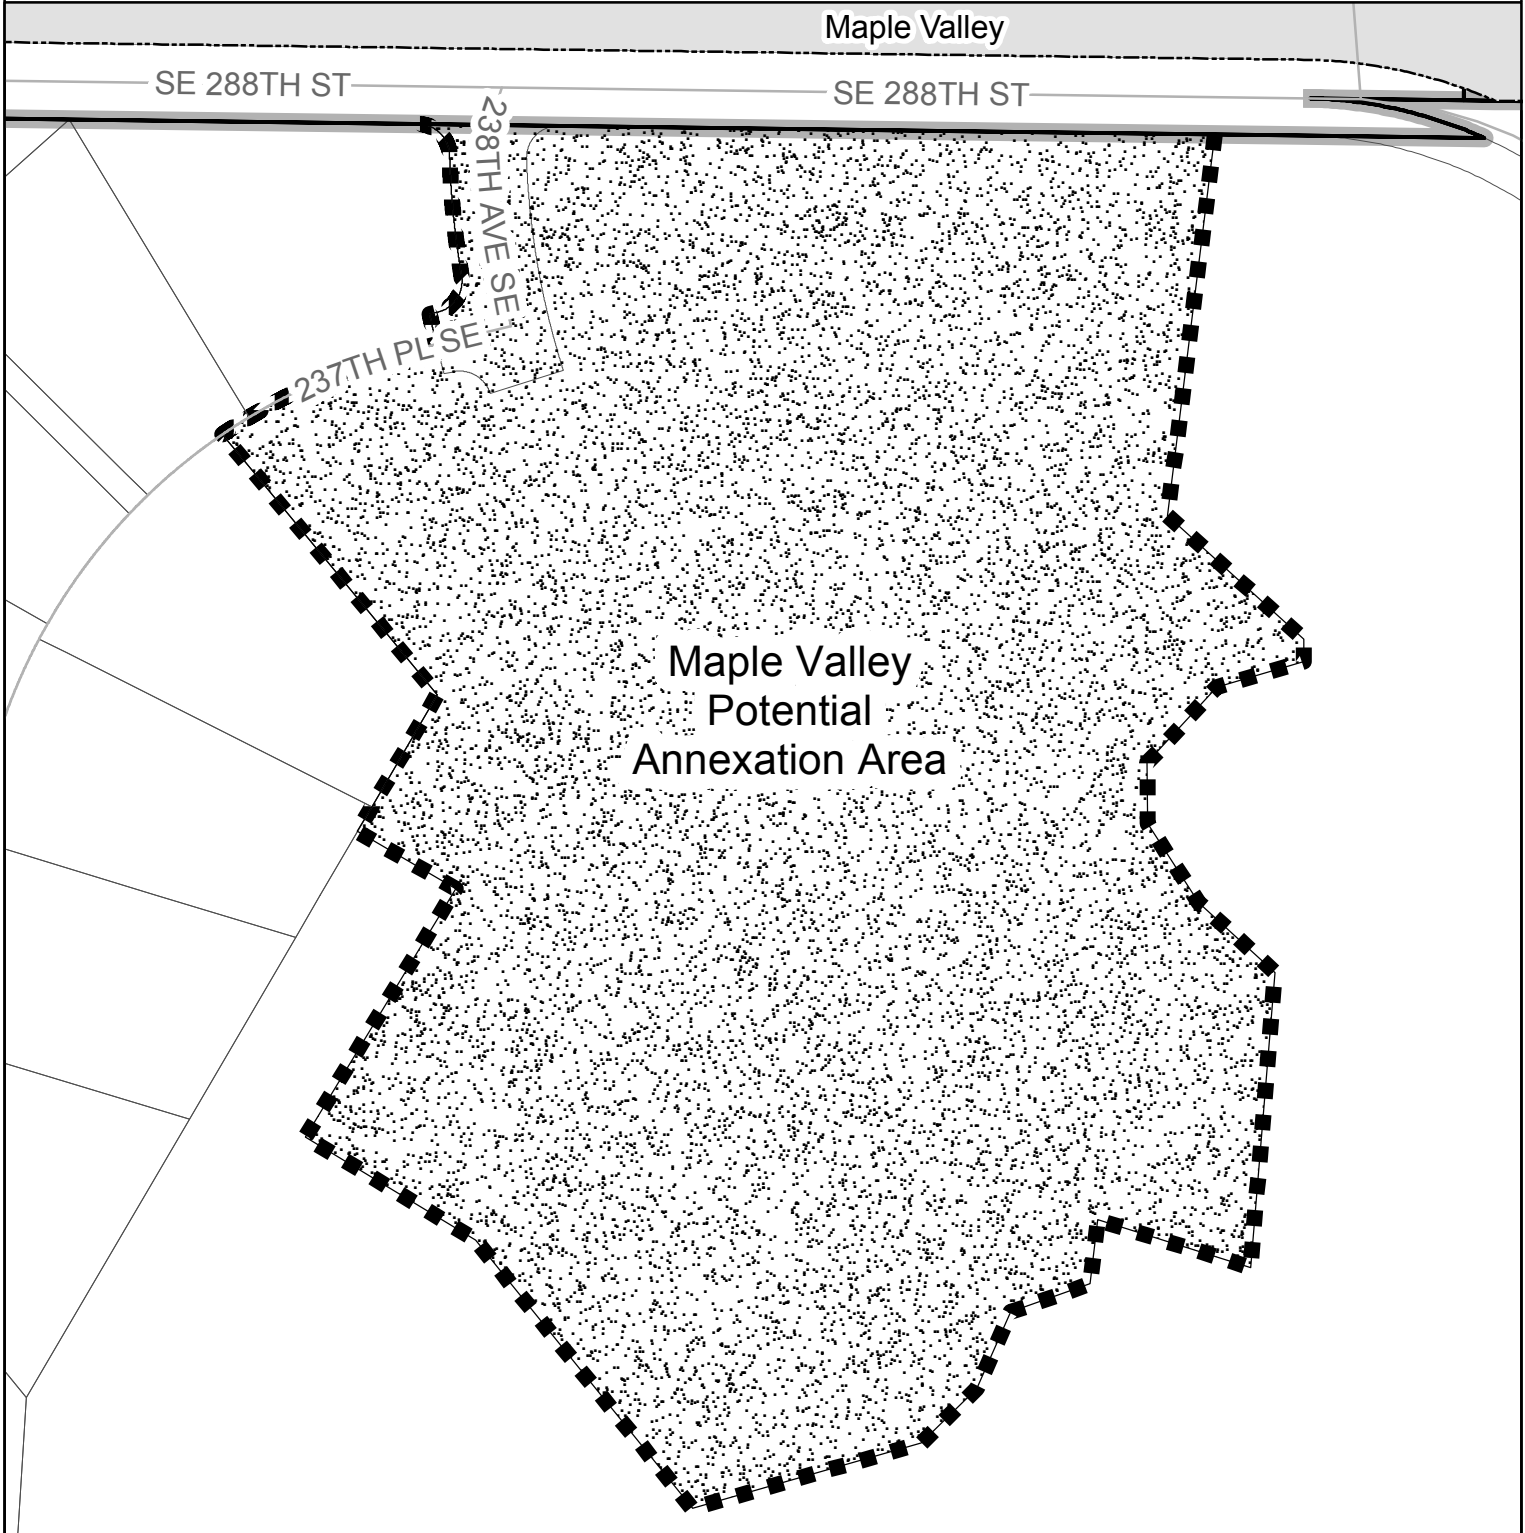 Maple Valley
SE 288TH ST
SE 288TH ST
238TH AVE SE
237TH PL SE
Maple Valley
Potential
Annexation Area